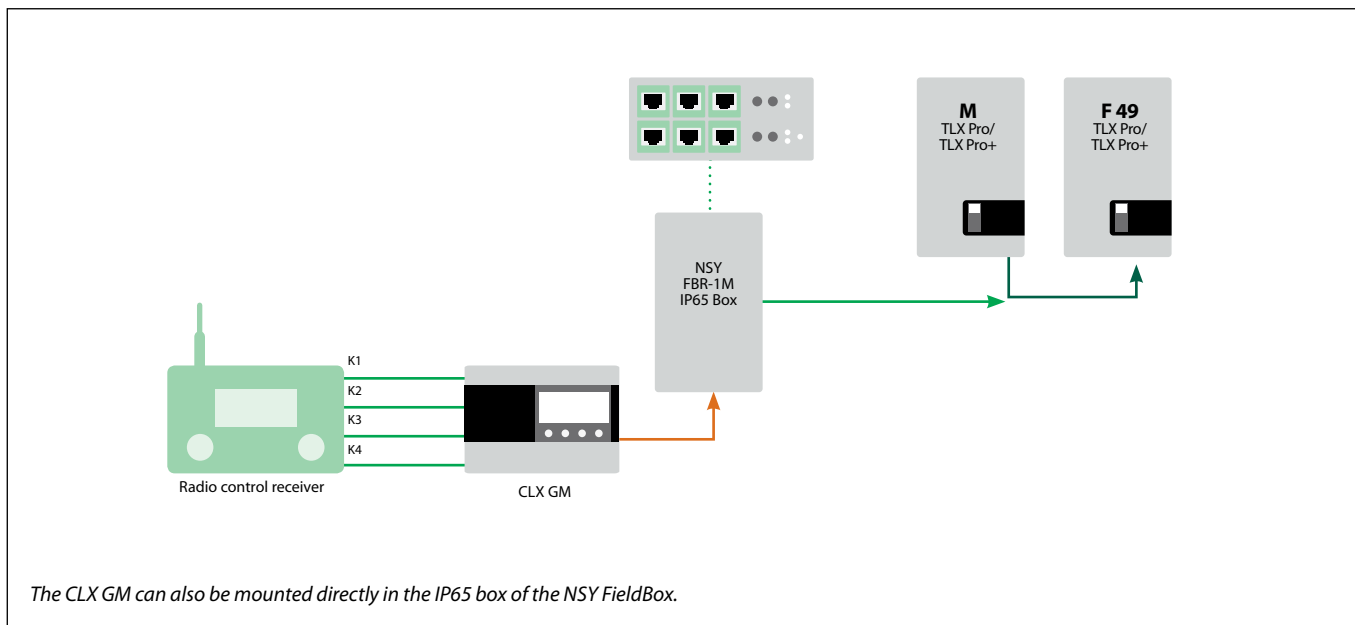 M
TLX Pro/
TLX Pro+
F 49
TLX Pro/
TLX Pro+
NSY
FBR-1M
IP65 Box
K1
K2
K3
K4
Radio control receiver
CLX GM
The CLX GM can also be mounted directly in the IP65 box of the NSY FieldBox.